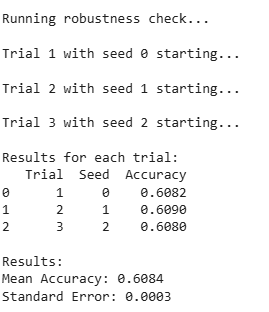 Running robustness check...
Trial 1 with seed 0 starting...
Trial 2 with seed 1 starting...
Trial 3 with seed 2 starting...
Results for each trial:
Trial Seed Accuracy
0 1 0 0.6082
1 2 1 0.6090
2 3 2 0.6080
Results:
Mean Accuracy: 0.6084
Standard Error: 0.0003